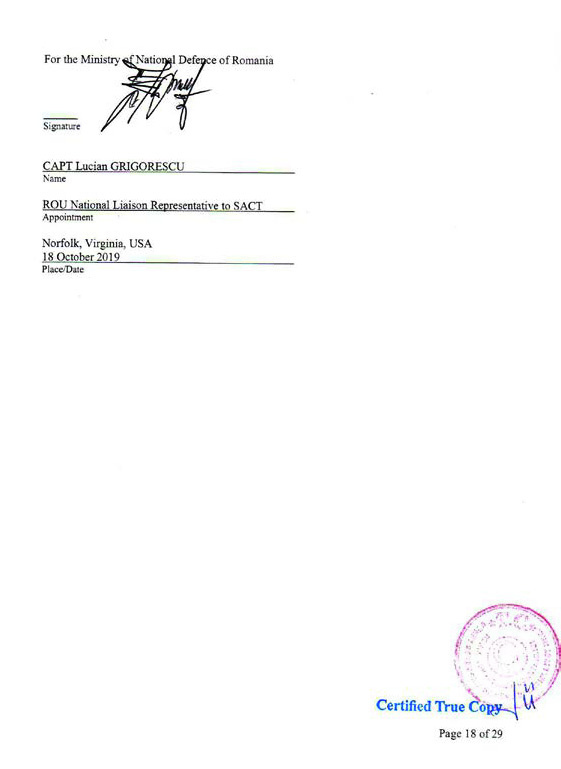 For the Ministry of National Defence of Romania
Signature
CAPT Lucian GRIGORESCU
Name
ROU National Liaison Representative to SACT
Appointment
Norfolk, Virginia, USA
18 October 2019
Place/Date
Certified True Copy
Page 18 of 29